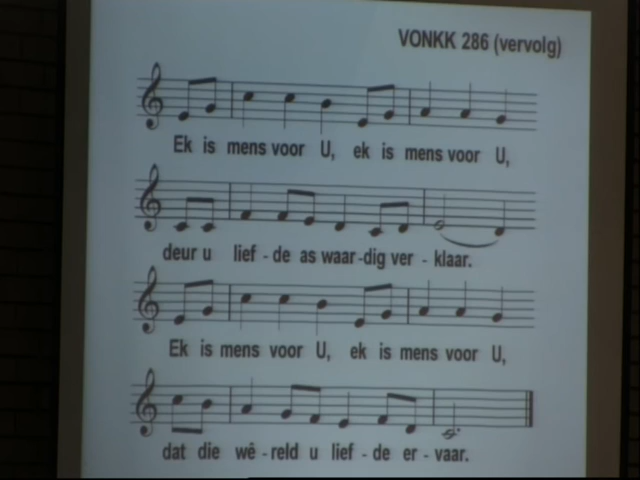 VONKK 286 (vervolg)
Ek is mens voor U, ek is mens voor U,
deur u lief - de as waar - dig ver - klaar.
Ek is mens voor U, ek is mens voor U,
dat die wê - reld u lief - de er - vaar.